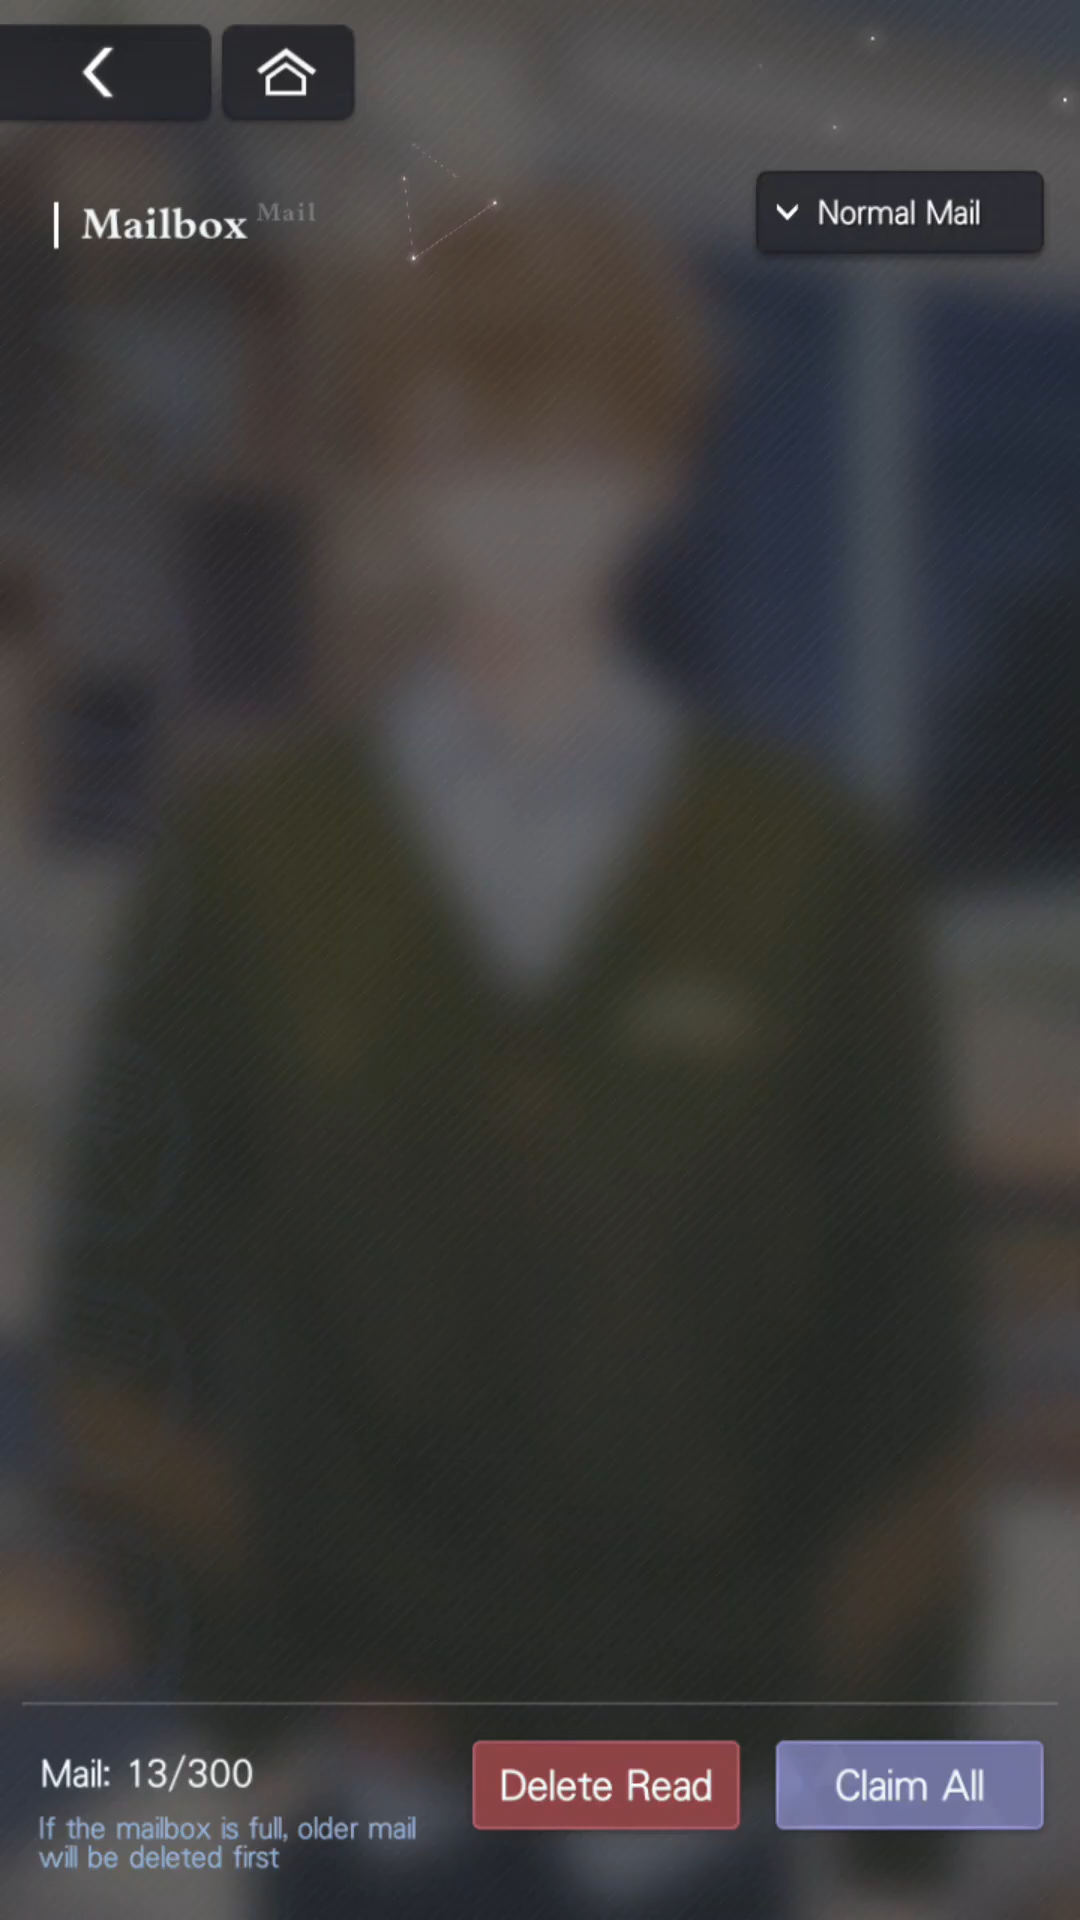 Mailbox Mail
Normal Mail
Mail: 13/300
If the mailbox is full, older mail
will be deleted first
Delete Read
Claim All